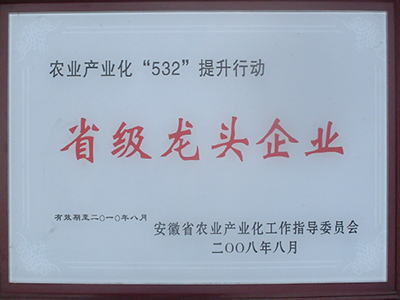 农业产业化“532”提升行动
省级龙头企业
有效期至二〇一〇年八月
安徽省农业产业化工作指导委员会
二〇〇八年八月